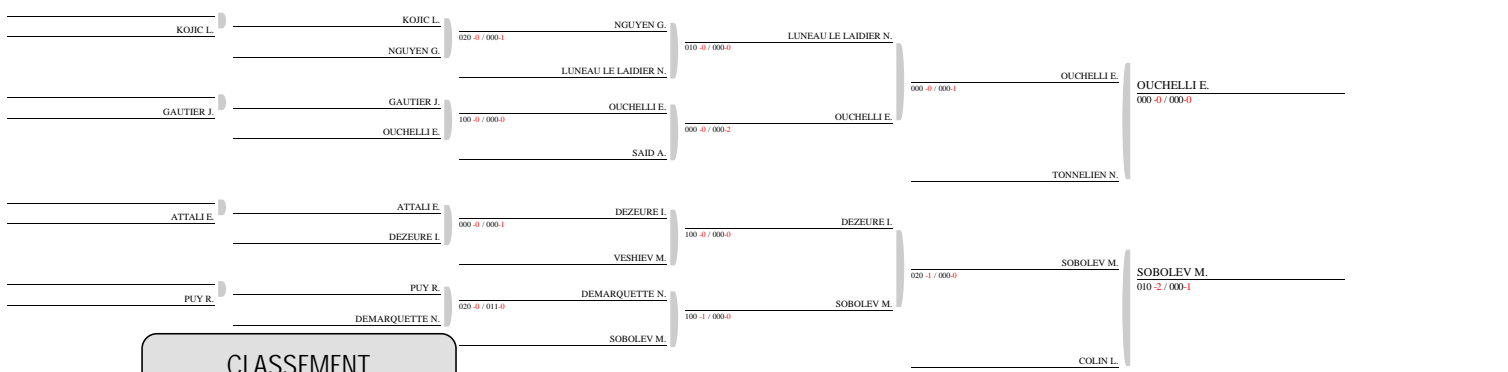 KOJIC L.
GAUTIER J.
ATTALI E.
PUY R.
KOJIC L.
NGUYEN G.
GAUTIER J.
OUCHELLI E.
ATTALI E.
DEZEURE I.
PUY R.
DEMARQUETTE N.
NGUYEN G.
020 -0 / 000-1
LUNEAU LE LAIDIER N.
OUCHELLI E.
100 -0 / 000-0
SAID A.
DEZEURE I.
000 -0 / 000-1
VESHIEV M.
DEMARQUETTE N.
020 -0 / 011-0
SOBOLEV M.
LUNEAU LE LAIDIER N.
010 -0 / 000-0
OUCHELLI E.
000 -0 / 000-2
DEZEURE I.
100 -0 / 000-0
SOBOLEV M.
100 -1 / 000-0
OUCHELLI E.
000 -0 / 000-1
TONNELIEN N.
SOBOLEV M.
020 -1 / 000-0
COLIN L.
OUCHELLI E.
000 -0 / 000-0
SOBOLEV M.
010 -2 / 000-1
CLASSEMENT